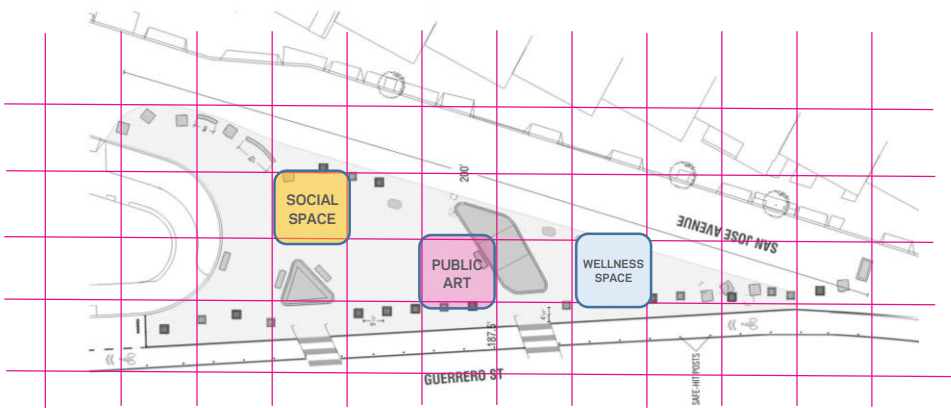 200'
SOCIAL
SPACE
SAN JOSE AVENUE
PUBLIC
ART
WELLNESS
SPACE
187.5'
GUERRERO ST
SAFE-HIT POSTS